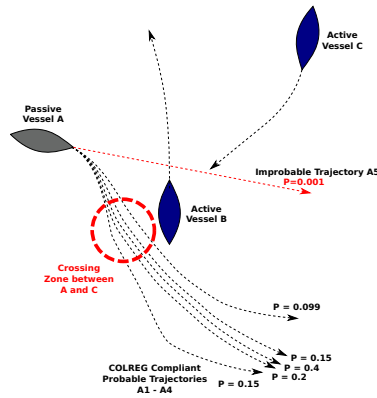 Active
Vessel C
Passive
Vessel A
Improbable Trajectory A5
P=0.001
Active
Vessel B
Crossing
Zone between
A and C
P = 0.099
P = 0.15
P = 0.4
P = 0.2
P = 0.15
COLREG Compliant
Probable Trajectories
A1 - A4